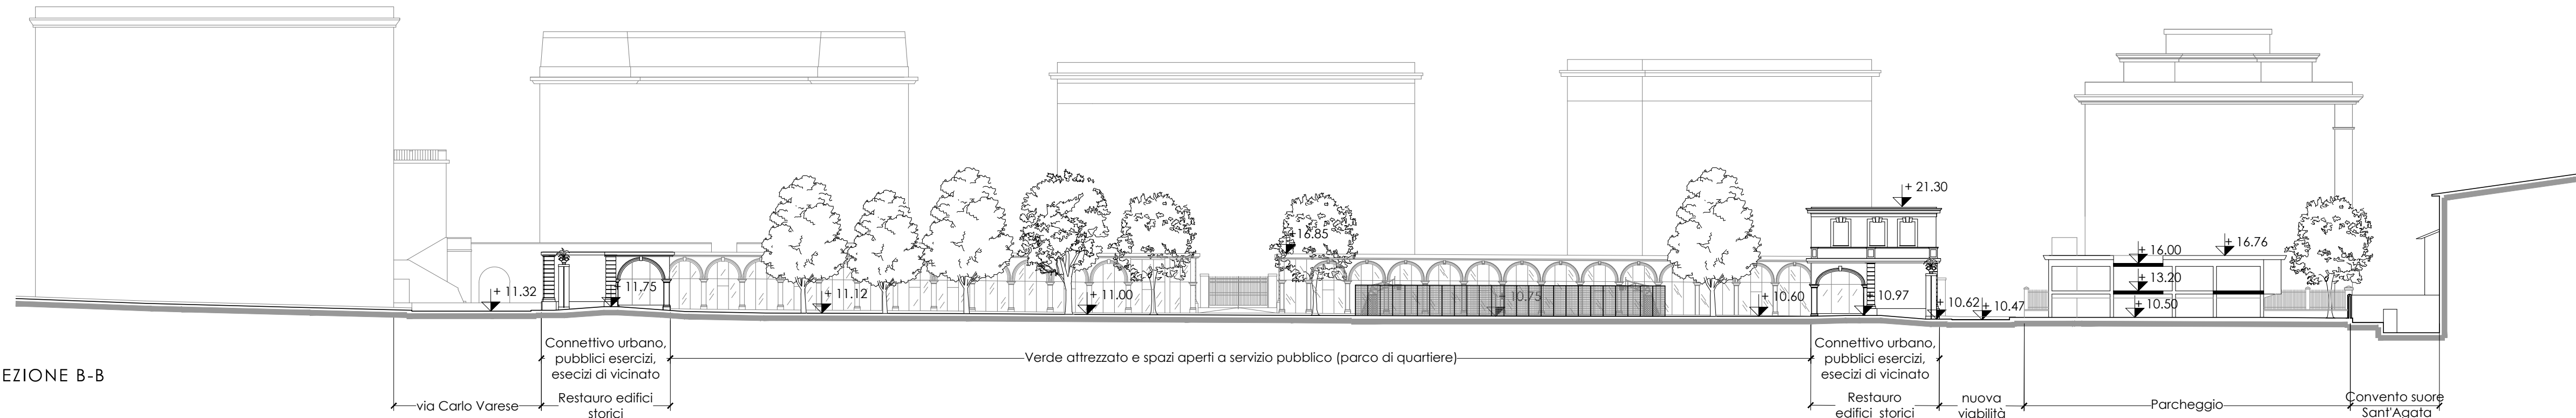 + 21.30
+16.85
+ 16.00
+ 16.76
+ 13.20
+ 11.32
+ 11.75
+ 11.12
+ 11.00
+ 10.75
+ 10.60
+ 10.97
+ 10.62
+ 10.47
+ 10.50
Connettivo urbano,
pubblici esercizi,
esecizi di vicinato
Verde attrezzato e spazi aperti a servizio pubblico (parco di quartiere)
Connettivo urbano,
pubblici esercizi,
esecizi di vicinato
EZIONE B-B
via Carlo Varese
Restauro edifici
storici
Restauro
edifici storici
nuova
viabilità
Parcheggio
Convento suore
Sant'Agata